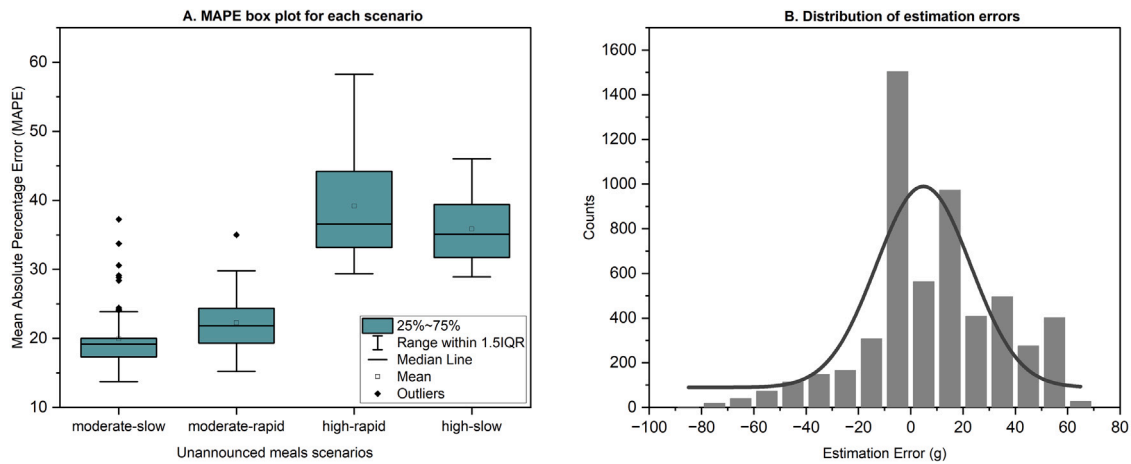 A. MAPE box plot for each scenario
Mean Absolute Percentage Error (MAPE)
60
50
40
30
20
10
25%~75%
Range within 1.5IQR
Median Line
Mean
Outliers
moderate-slow
moderate-rapid
high-rapid
high-slow
Unannounced meals scenarios
B. Distribution of estimation errors
Counts
1600
1400
1200
1000
800
600
400
200
0
−100
−80
−60
−40
−20
0
20
40
60
80
Estimation Error (g)